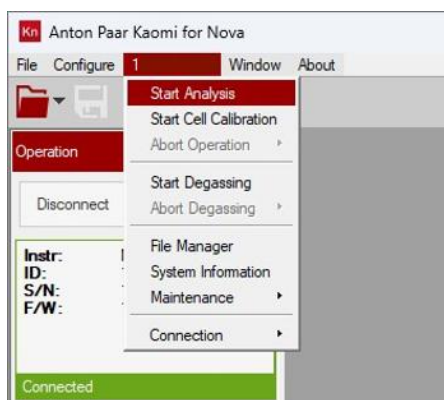 Kn Anton Paar Kaomi for Nova
File Configure 1 Window About
Start Analysis
Start Cell Calibration
Abort Operation
Start Degassing
Abort Degassing
File Manager
System Information
Maintenance
Connection
Operation
Disconnect
Instr:
ID:
S/N:
F/W:
Connected